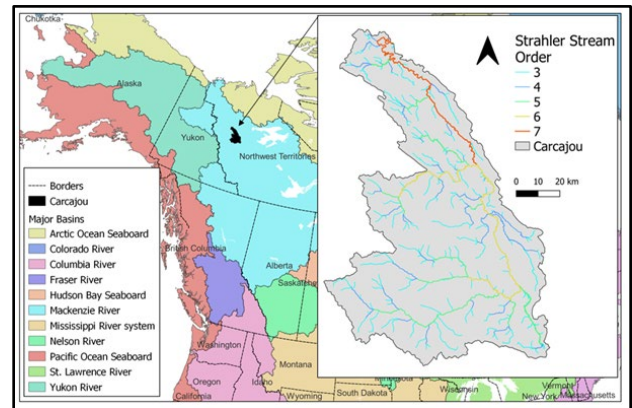 Chukotka
Alaska
Yukon
Northwest Territories
British Columbia
Alberta
Saskatche
Washington
Montana
Oregon
Idaho
Wyoming
South Dakota
Minnesota
Wisconsin
Vermont
New York
Massachusetts
California
Borders
Carcajou
Major Basins
Arctic Ocean Seaboard
Colorado River
Columbia River
Fraser River
Hudson Bay Seaboard
Mackenzie River
Mississippi River system
Nelson River
Pacific Ocean Seaboard
St. Lawrence River
Yukon River
Strahler Stream
Order
3
4
5
6
7
Carcajou
0 10 20 km